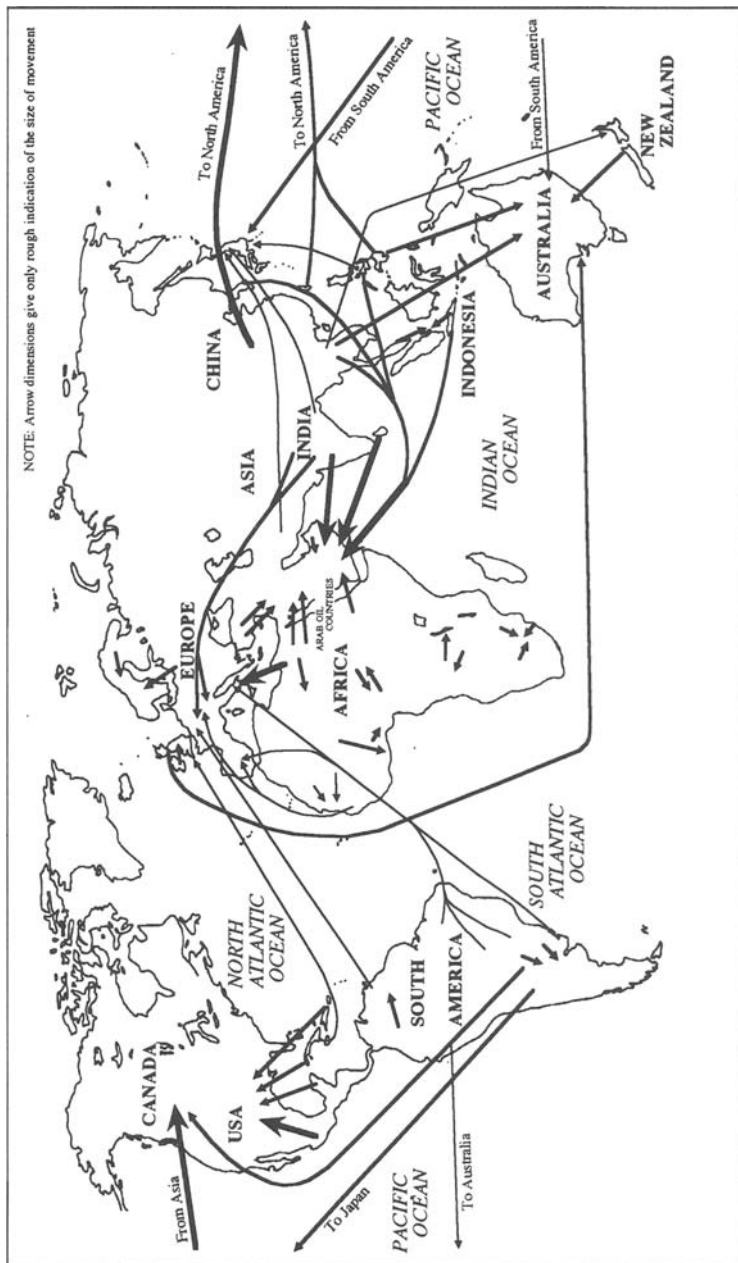 NOTE: Arrow dimensions give only rough indication of the size of movement
From Asia
CANADA
USA
NORTH
ATLANTIC
OCEAN
EUROPE
ASIA
CHINA
To North America
INDIA
To North America
From South America
ARAB OIL
COUNTRIES
PACIFIC
OCEAN
To Japan
PACIFIC
OCEAN
SOUTH
AMERICA
AFRICA
INDIAN
OCEAN
INDONESIA
To Australia
SOUTH
ATLANTIC
OCEAN
AUSTRALIA
From South America
NEW
ZEALAND